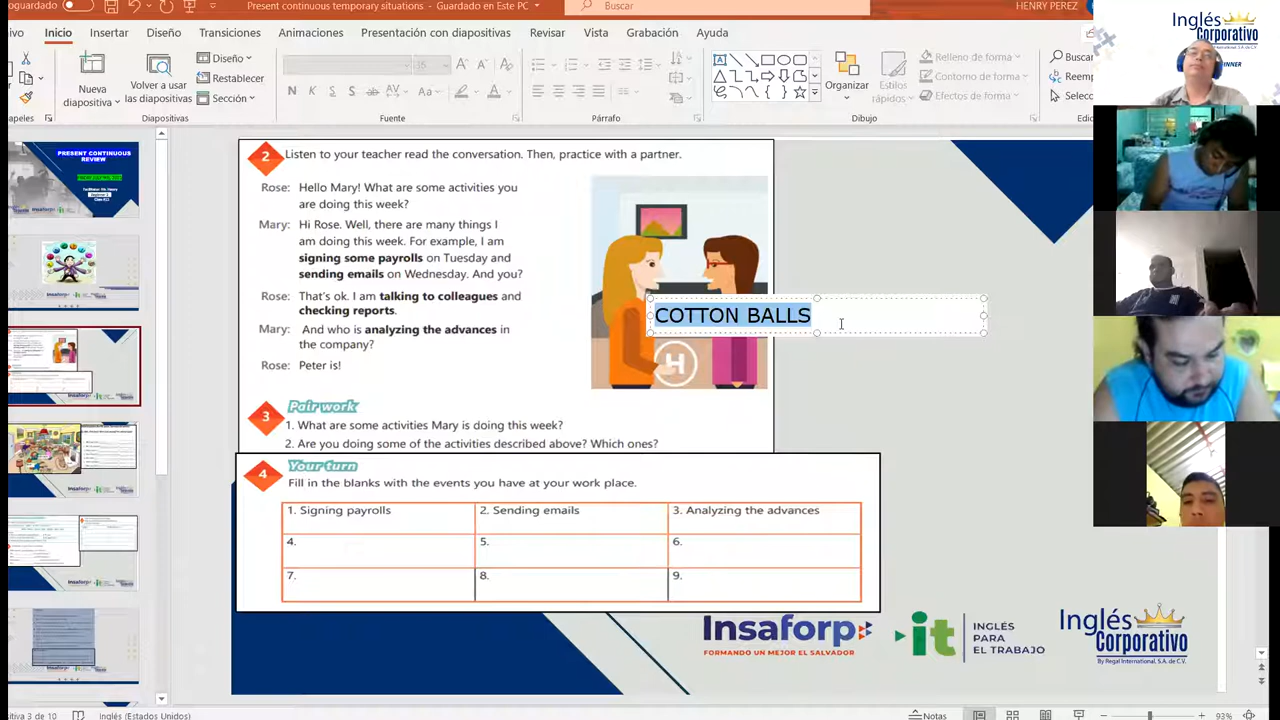 oguardado
Present continuous temporary situations - Guardado en Este PC
Buscar
HENRY PEREZ
ivo Inicio Insertar Diseño Transiciones Animaciones Presentación con diapositivas Revisar Vista Grabación Ayuda
Nueva diapositiva
Volver a usar las diapositivas
Diseño
Restablecer
Sección
Organizar
Estilos rápidos
Relleno de forma
Contorno de forma
Efectos de forma
Buscar
Reemp
Selecc
apeles
Diapositivas
Fuente
Párrafo
Dibujo
Edic
PRESENT CONTINUOUS
REVIEW
2 Listen to your teacher read the conversation. Then, practice with a partner.
Rose: Hello Mary! What are some activities you
are doing this week?
Mary: Hi Rose. Well, there are many things I
am doing this week. For example, I am
signing some payrolls on Tuesday and
sending emails on Wednesday. And you?
Rose: That's ok. I am talking to colleagues and
checking reports.
Mary: And who is analyzing the advances in
the company?
Rose: Peter is!
COTTON BALLS
H
3 Pair work
1. What are some activities Mary is doing this week?
2. Are you doing some of the activities described above? Which ones?
4 Your turn
Fill in the blanks with the events you have at your work place.
1. Signing payrolls 2. Sending emails 3. Analyzing the advances
4. 5. 6.
7. 8. 9.
Insaforp
FORMANDO UN MEJOR EL SALVADOR
it
INGLÉS
PARA
EL TRABAJO
Inglés
Corporativo
By Regal International, S.A. de C.V.
Inglés
Corporativo
sitiva 3 de 10
Inglés (Estados Unidos)
Notas
93%